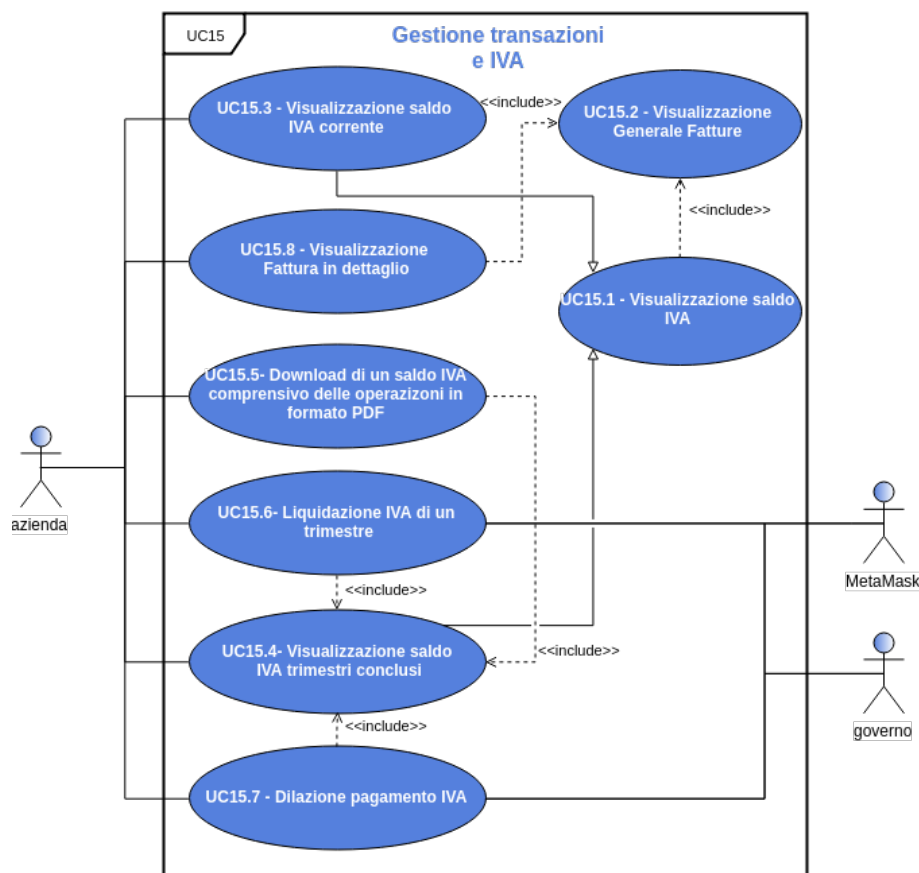 UC15
Gestione transazioni
e IVA
UC15.3 - Visualizzazione saldo
IVA corrente
<<include>>
UC15.2 - Visualizzazione
Generale Fatture
<<include>>
UC15.8 - Visualizzazione
Fattura in dettaglio
UC15.1 - Visualizzazione saldo
IVA
UC15.5- Download di un saldo IVA
comprensivo delle operazizoni in
formato PDF
azienda
UC15.6- Liquidazione IVA di un
trimestre
MetaMask
<<include>>
UC15.4- Visualizzazione saldo
IVA trimestri conclusi
<<include>>
governo
<<include>>
UC15.7 - Dilazione pagamento IVA